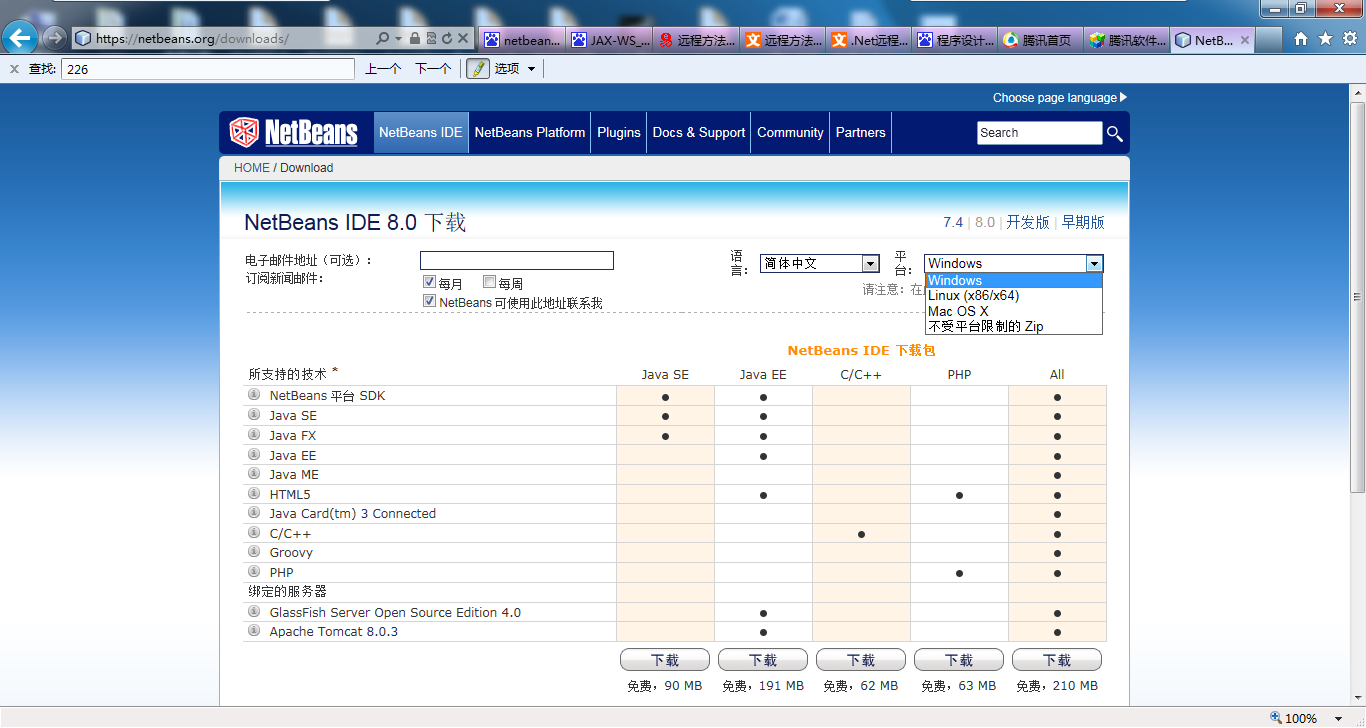 https://netbeans.org/downloads/
netbean...
JAX-WS_...
远程方法...
远程方法...
.Net远程...
程序设计...
腾讯首页
腾讯软件...
NetB...
查找: 226 上一个 下一个 选项
Choose page language
NetBeans
NetBeans IDE NetBeans Platform Plugins Docs & Support Community Partners Search
HOME / Download
NetBeans IDE 8.0 下载
7.4 | 8.0 | 开发版 | 早期版
电子邮件地址（可选）：
订阅新闻邮件：
每月 每周
NetBeans 可使用此地址联系我
语言： 简体中文
平台： Windows
请注意：在
Windows
Linux (x86/x64)
Mac OS X
不受平台限制的 Zip
NetBeans IDE 下载包
所支持的技术 * Java SE Java EE C/C++ PHP All
NetBeans 平台 SDK ● ● ●
Java SE ● ● ●
Java FX ● ● ●
Java EE ● ●
Java ME ●
HTML5 ● ● ●
Java Card(tm) 3 Connected ●
C/C++ ● ●
Groovy ●
PHP ● ●
绑定的服务器
GlassFish Server Open Source Edition 4.0 ● ●
Apache Tomcat 8.0.3 ● ●
下载 下载 下载 下载 下载
免费，90 MB 免费，191 MB 免费，62 MB 免费，63 MB 免费，210 MB
100%